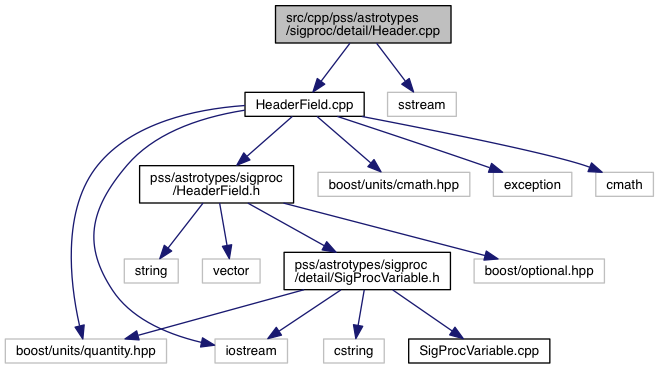 src/cpp/pss/astrotypes
/sigproc/detail/Header.cpp
HeaderField.cpp
sstream
pss/astrotypes/sigproc
/HeaderField.h
boost/units/cmath.hpp
exception
cmath
string
vector
pss/astrotypes/sigproc
/detail/SigProcVariable.h
boost/optional.hpp
boost/units/quantity.hpp
iostream
cstring
SigProcVariable.cpp